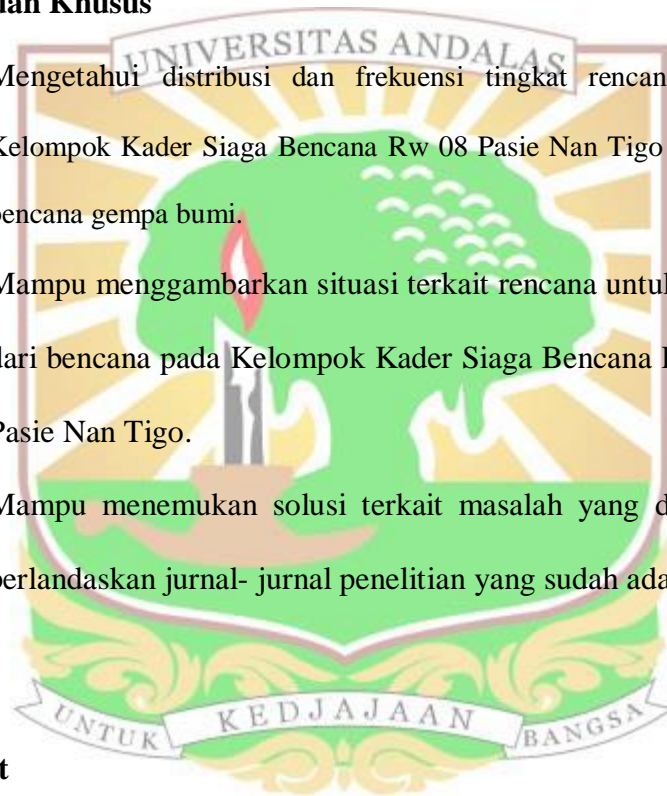 dan Khusus
UNIVERSITAS ANDALAS
Mengetahui distribusi dan frekuensi tingkat rencan
Kelompok Kader Siaga Bencana Rw 08 Pasie Nan Tigo
bencana gempa bumi.
Mampu menggambarkan situasi terkait rencana untuk
dari bencana pada Kelompok Kader Siaga Bencana
Pasie Nan Tigo.
Mampu menemukan solusi terkait masalah yang d
berlandaskan jurnal- jurnal penelitian yang sudah ada
UNTUK KEDJAJAAN BANGSA
t